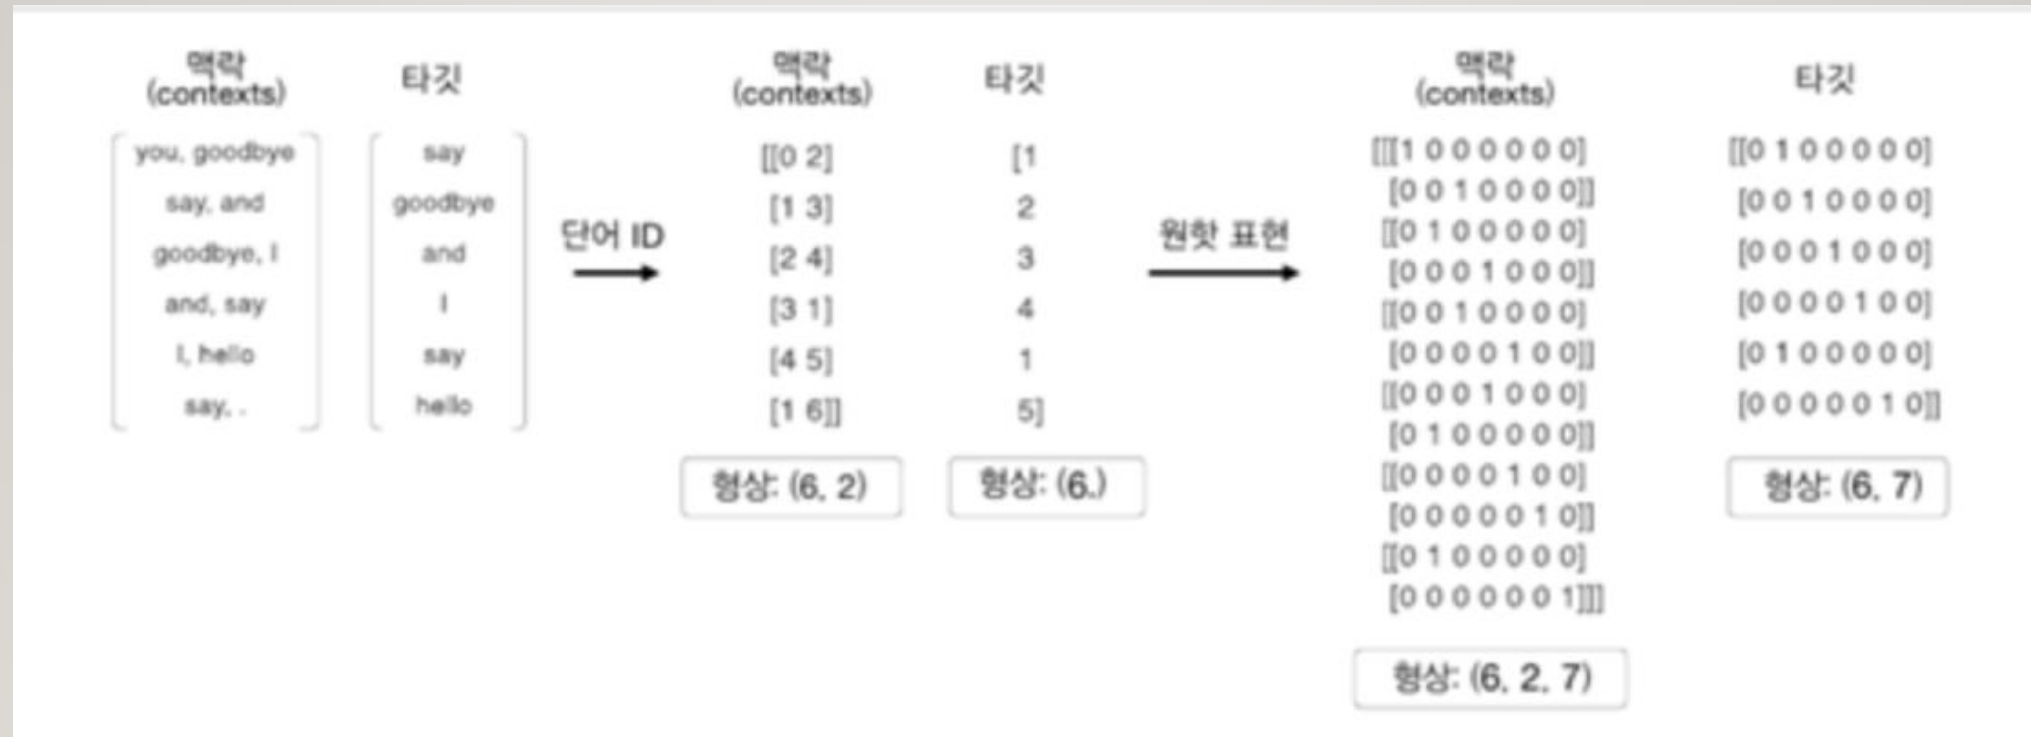 맥락
(contexts)
타깃
you, goodbye
say, and
goodbye, I
and, say
I, hello
say, .
say
goodbye
and
I
say
hello
단어 ID
맥락
(contexts)
타깃
[[0 2]
[1 3]
[2 4]
[3 1]
[4 5]
[1 6]]
[1
2
3
4
1
5]
형상: (6, 2)
형상: (6,)
원핫 표현
맥락
(contexts)
타깃
[[[1 0 0 0 0 0 0]
[0 0 1 0 0 0 0]]
[[0 1 0 0 0 0 0]
[0 0 0 1 0 0 0]]
[[0 0 1 0 0 0 0]
[0 0 0 0 1 0 0]]
[[0 0 0 1 0 0 0]
[0 1 0 0 0 0 0]]
[[0 0 0 0 1 0 0]
[0 0 0 0 0 1 0]]
[[0 1 0 0 0 0 0]
[0 0 0 0 0 0 1]]]
형상: (6, 2, 7)
[[0 1 0 0 0 0 0]
[0 0 1 0 0 0 0]
[0 0 0 1 0 0 0]
[0 0 0 0 1 0 0]
[0 1 0 0 0 0 0]
[0 0 0 0 0 1 0]]
형상: (6, 7)